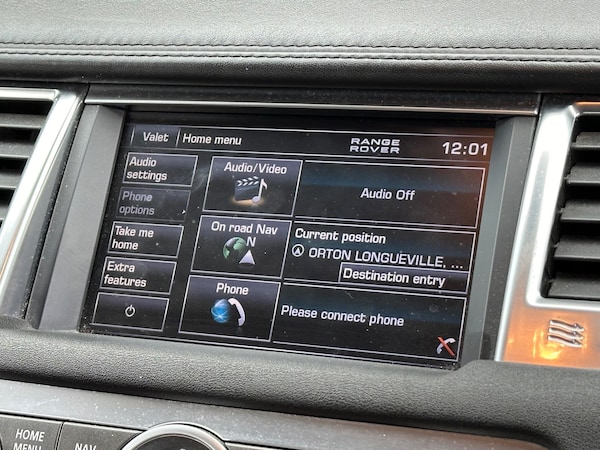 Valet
Home menu
RANGE
ROVER
12:01
Audio
settings
Phone
options
Take me
home
Extra
features
Audio/Video
Audio Off
On road Nav
N
Current position
ORTON LONGUEVILLE, ...
Destination entry
Phone
Please connect phone
HOME
MENU
NAV